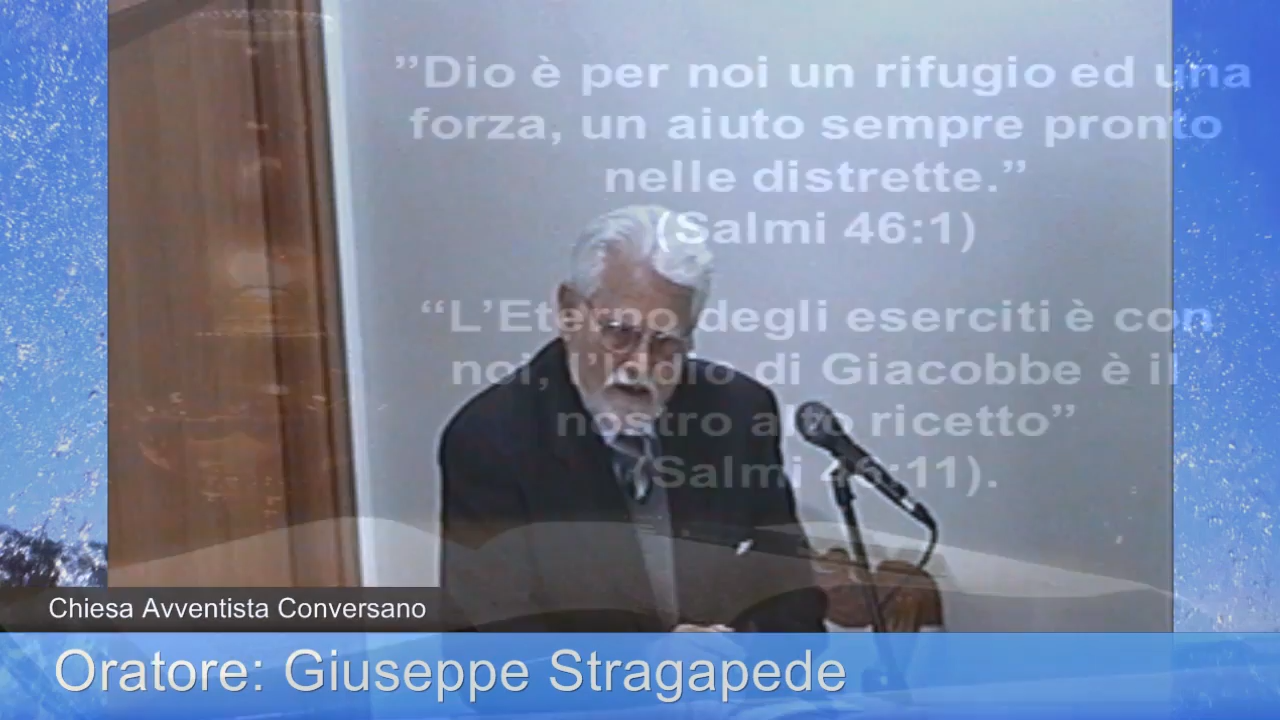 ”Dio è per noi un rifugio ed una
forza, un aiuto sempre pronto
nelle distrette.”
(Salmi 46:1)
“L’Eterno degli eserciti è con
noi, l’Iddio di Giacobbe è il
nostro alto ricetto”
(Salmi 46:11).
Chiesa Avventista Conversano
Oratore: Giuseppe Stragapede